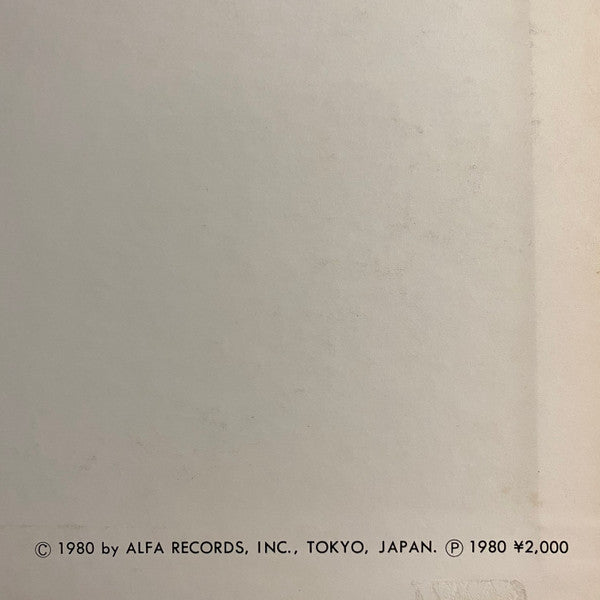 © 1980 by ALFA RECORDS, INC., TOKYO, JAPAN. ℗ 1980 ¥2,000